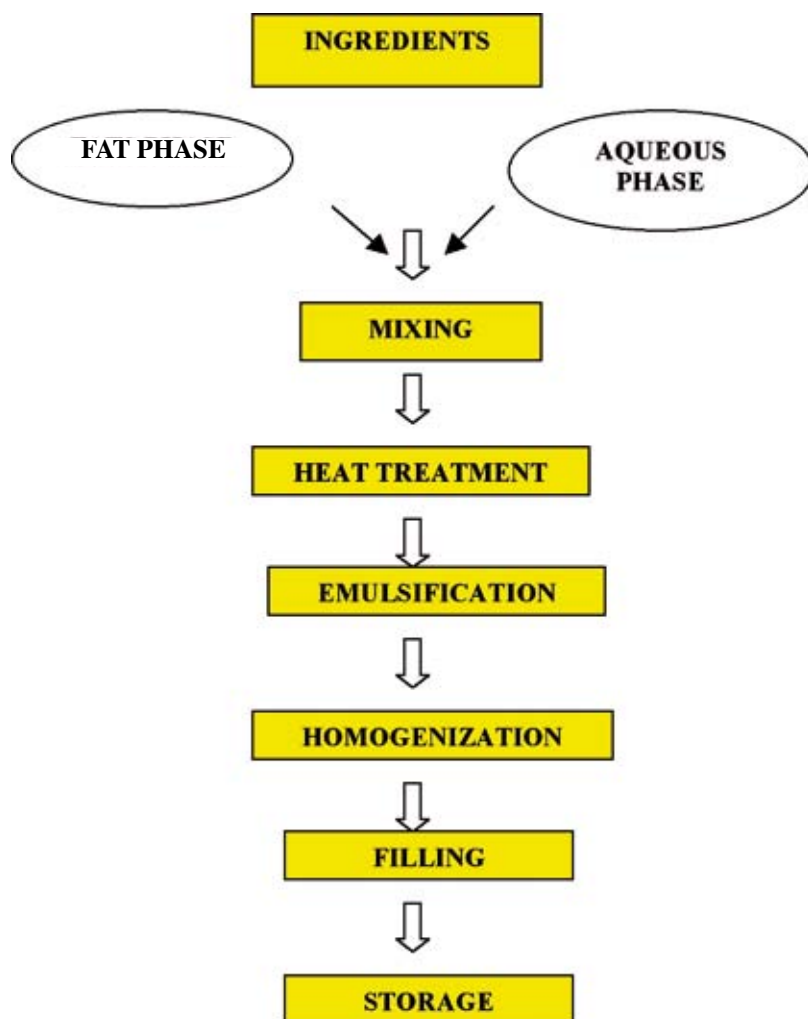 INGREDIENTS
FAT PHASE
AQUEOUS
PHASE
MIXING
HEAT TREATMENT
EMULSIFICATION
HOMOGENIZATION
FILLING
STORAGE